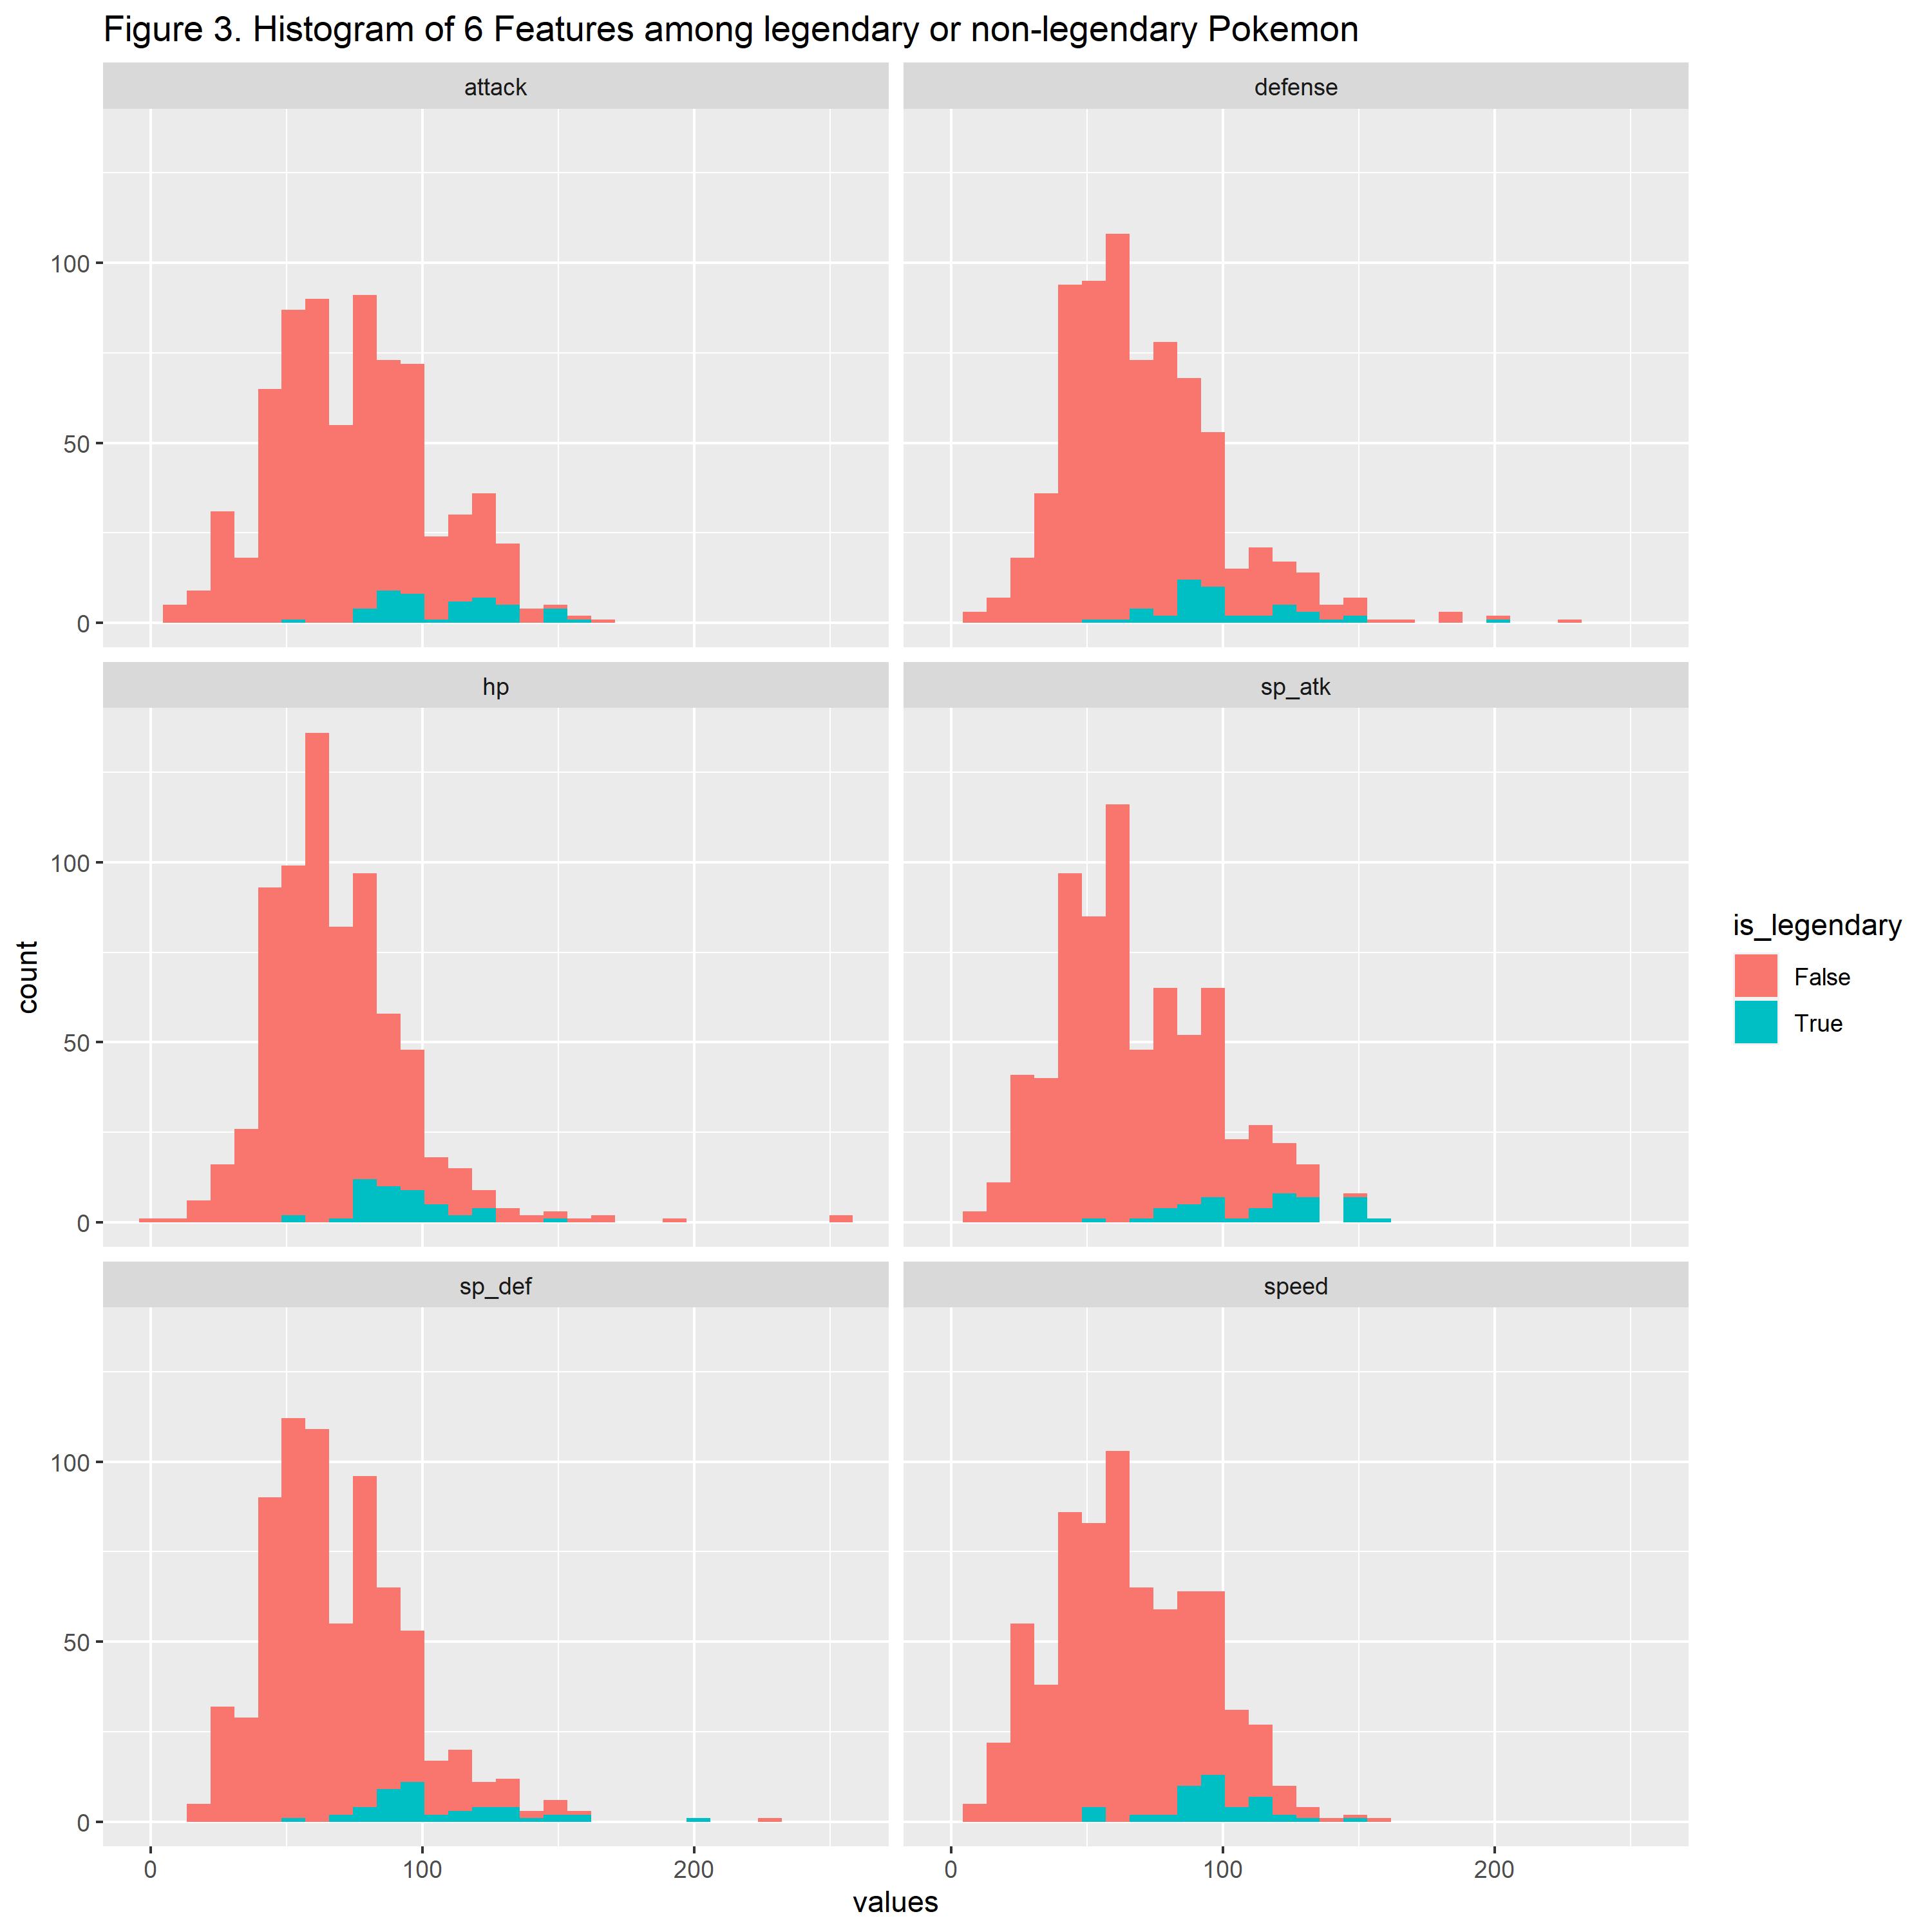 Figure 3. Histogram of 6 Features among legendary or non-legendary Pokemon
attack
defense
100
50
0
hp
sp_atk
100
50
0
sp_def
speed
100
50
0
0
100
200
0
100
200
values
count
is_legendary
False
True